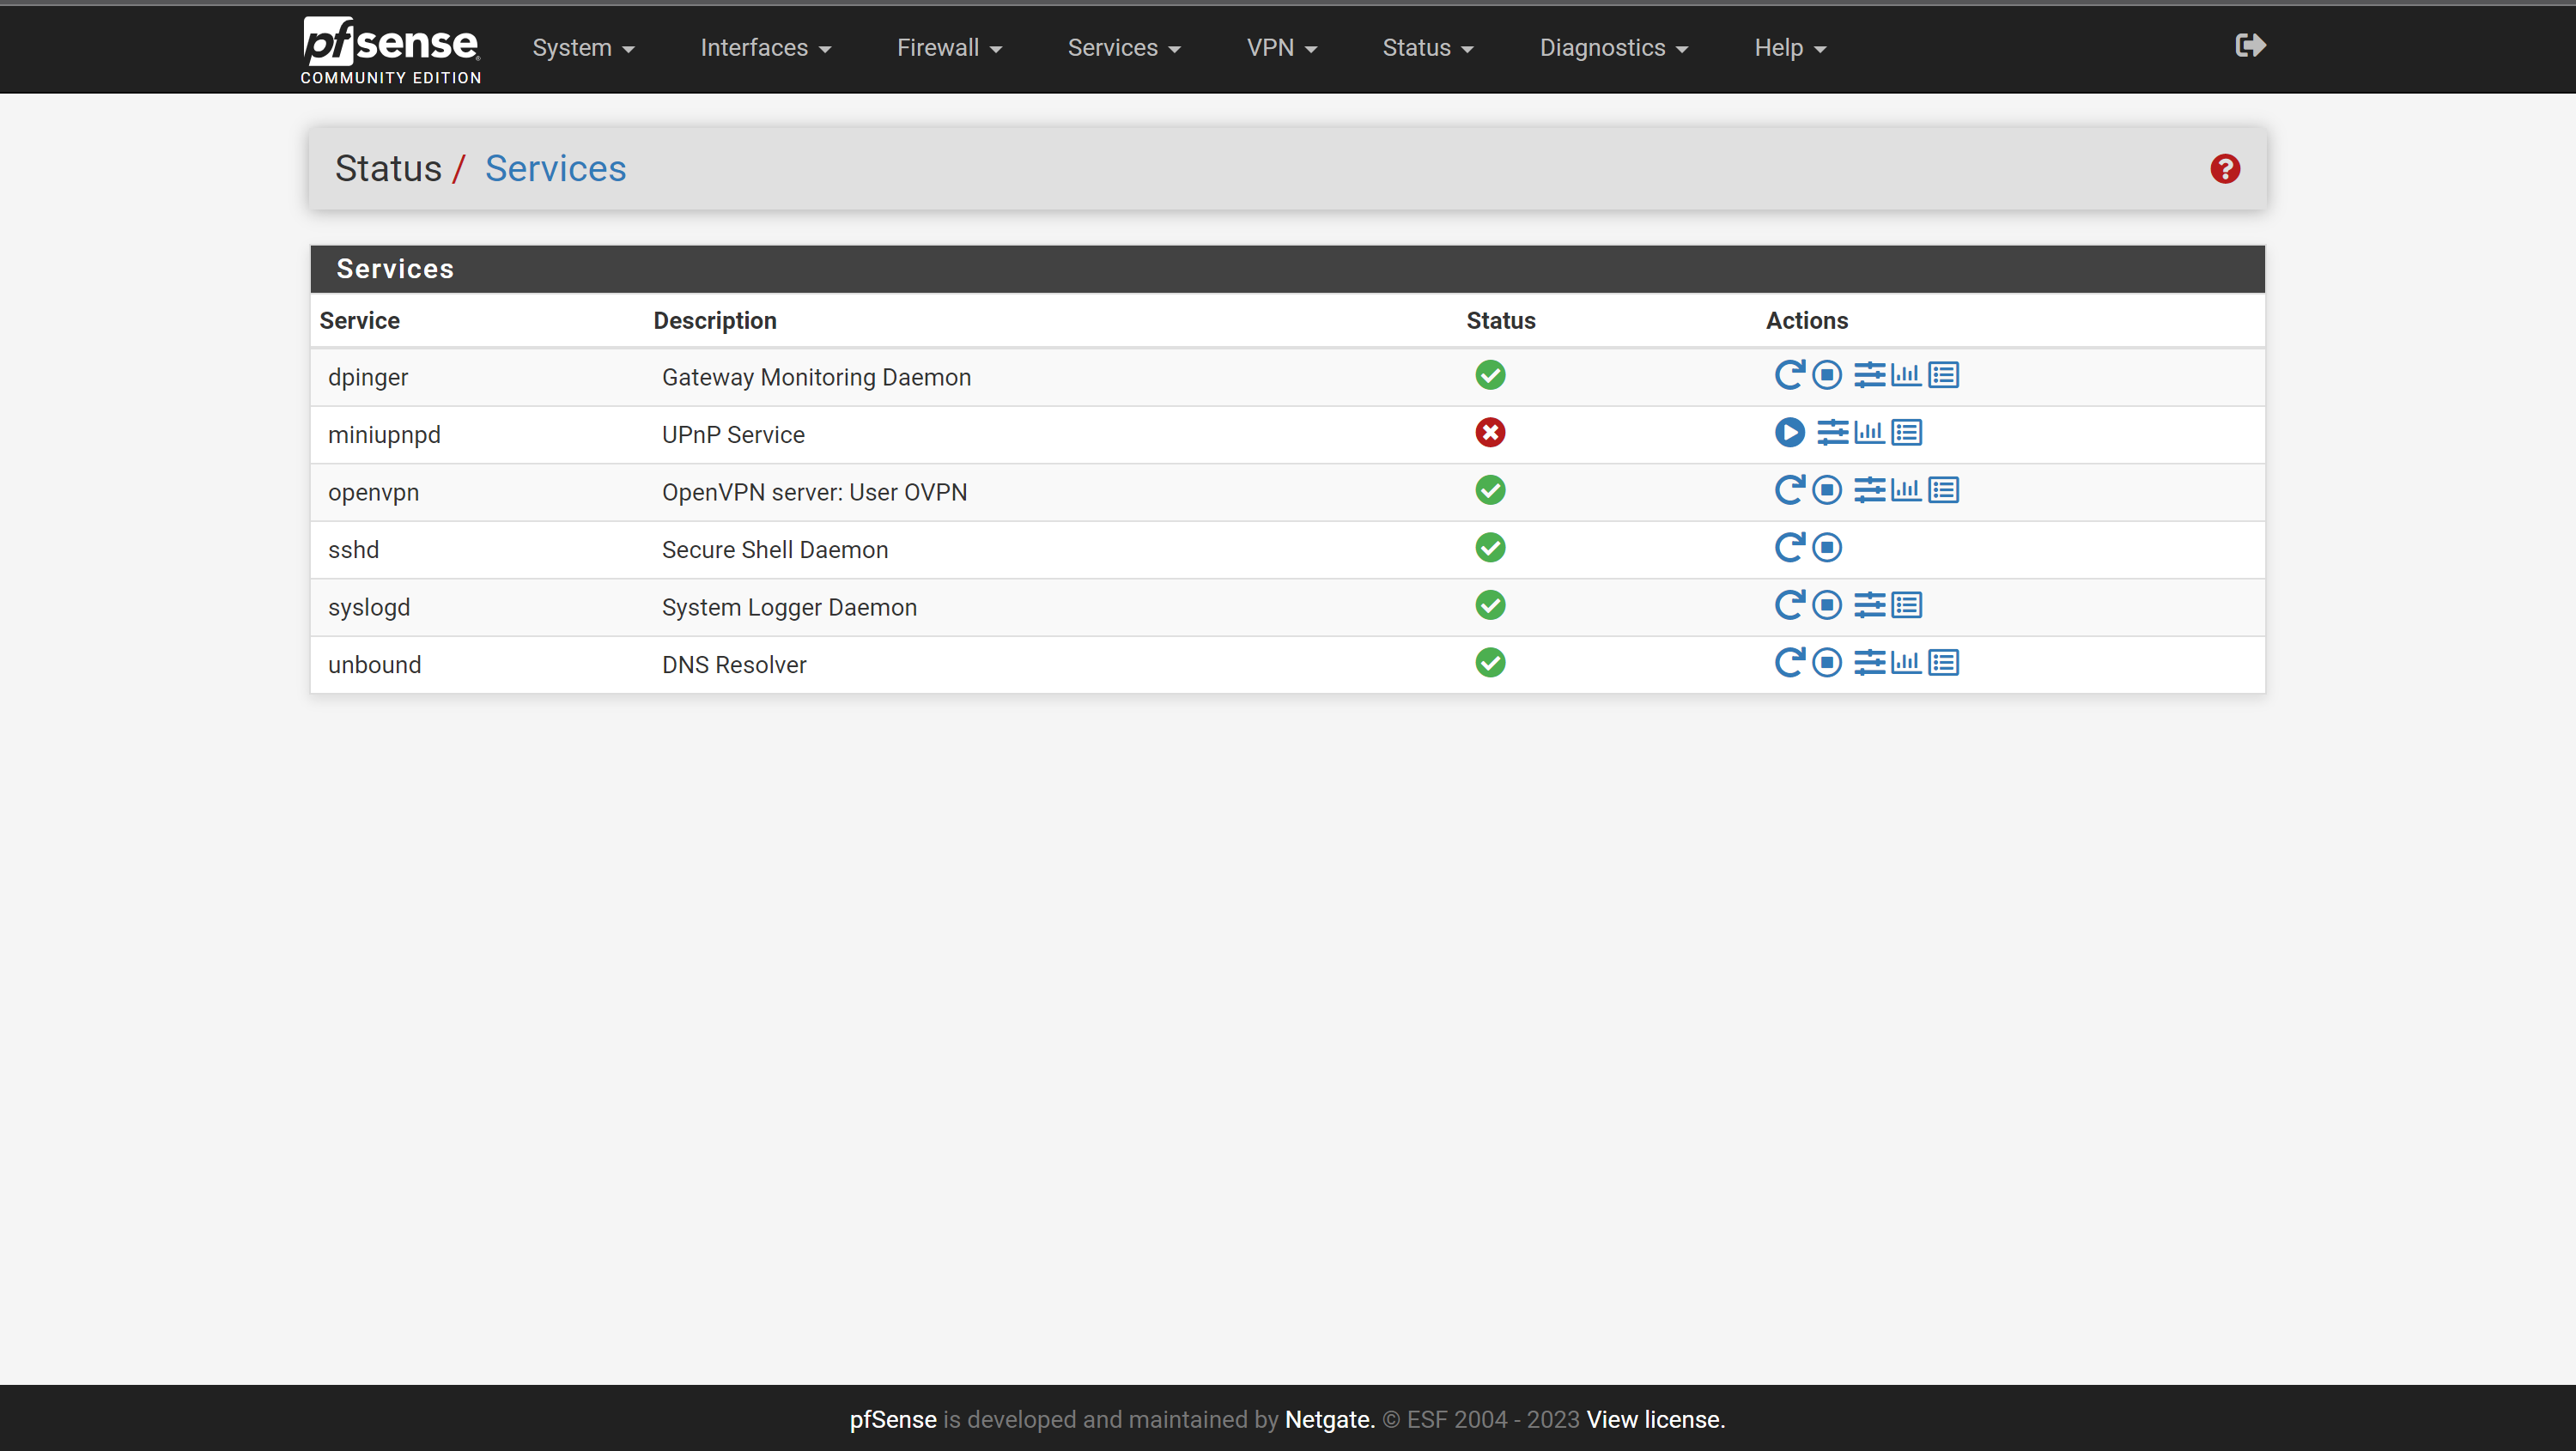 pfsense
COMMUNITY EDITION
System Interfaces Firewall Services VPN Status Diagnostics Help
Status / Services
Services
Service Description Status Actions
dpinger Gateway Monitoring Daemon
miniupnpd UPnP Service
openvpn OpenVPN server: User OVPN
sshd Secure Shell Daemon
syslogd System Logger Daemon
unbound DNS Resolver
pfSense is developed and maintained by Netgate. © ESF 2004 - 2023 View license.